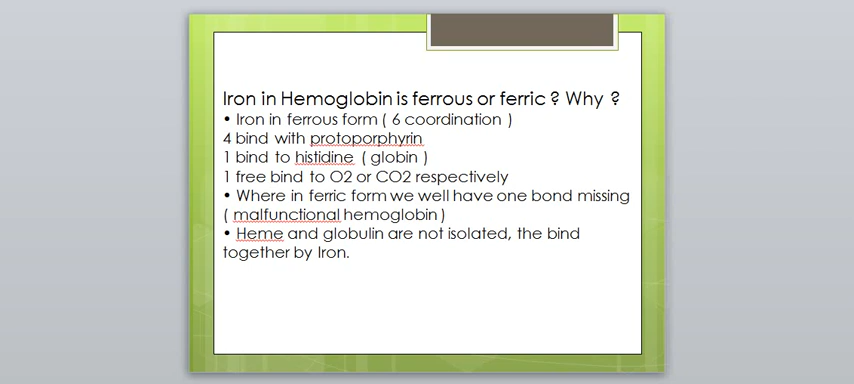 Iron in Hemoglobin is ferrous or ferric ? Why ?
• Iron in ferrous form ( 6 coordination )
4 bind with protoporphyrin
1 bind to histidine ( globin )
1 free bind to O2 or CO2 respectively
• Where in ferric form we well have one bond missing
( malfunctional hemoglobin )
• Heme and globulin are not isolated, the bind
together by Iron.